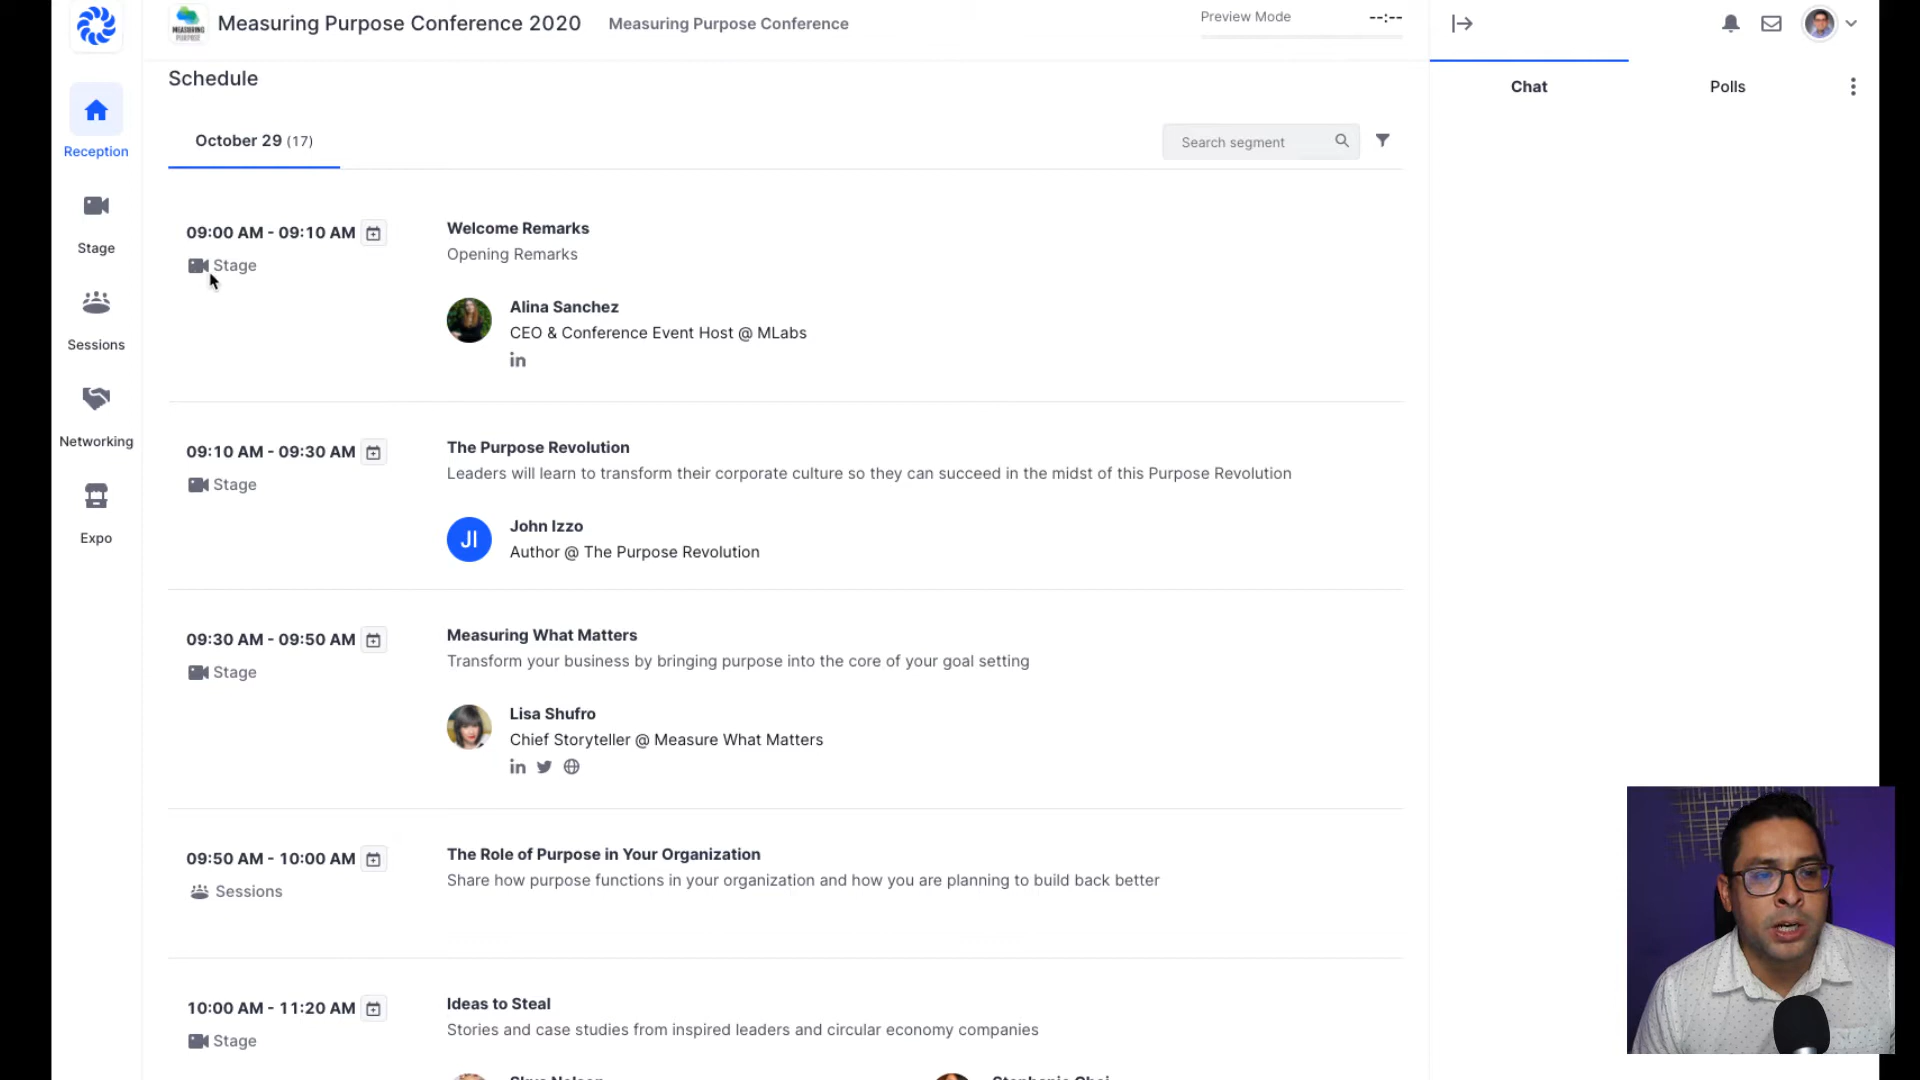 Measuring Purpose Conference 2020
Measuring Purpose Conference
Preview Mode
--:--
MEASURING
PURPOSE
Reception
Stage
Sessions
Networking
Expo
Schedule
October 29 (17)
Search segment
Chat
Polls
09:00 AM - 09:10 AM
Stage
Welcome Remarks
Opening Remarks
Alina Sanchez
CEO & Conference Event Host @ MLabs
in
09:10 AM - 09:30 AM
Stage
The Purpose Revolution
Leaders will learn to transform their corporate culture so they can succeed in the midst of this Purpose Revolution
JI
John Izzo
Author @ The Purpose Revolution
09:30 AM - 09:50 AM
Stage
Measuring What Matters
Transform your business by bringing purpose into the core of your goal setting
Lisa Shufro
Chief Storyteller @ Measure What Matters
in
09:50 AM - 10:00 AM
Sessions
The Role of Purpose in Your Organization
Share how purpose functions in your organization and how you are planning to build back better
10:00 AM - 11:20 AM
Stage
Ideas to Steal
Stories and case studies from inspired leaders and circular economy companies